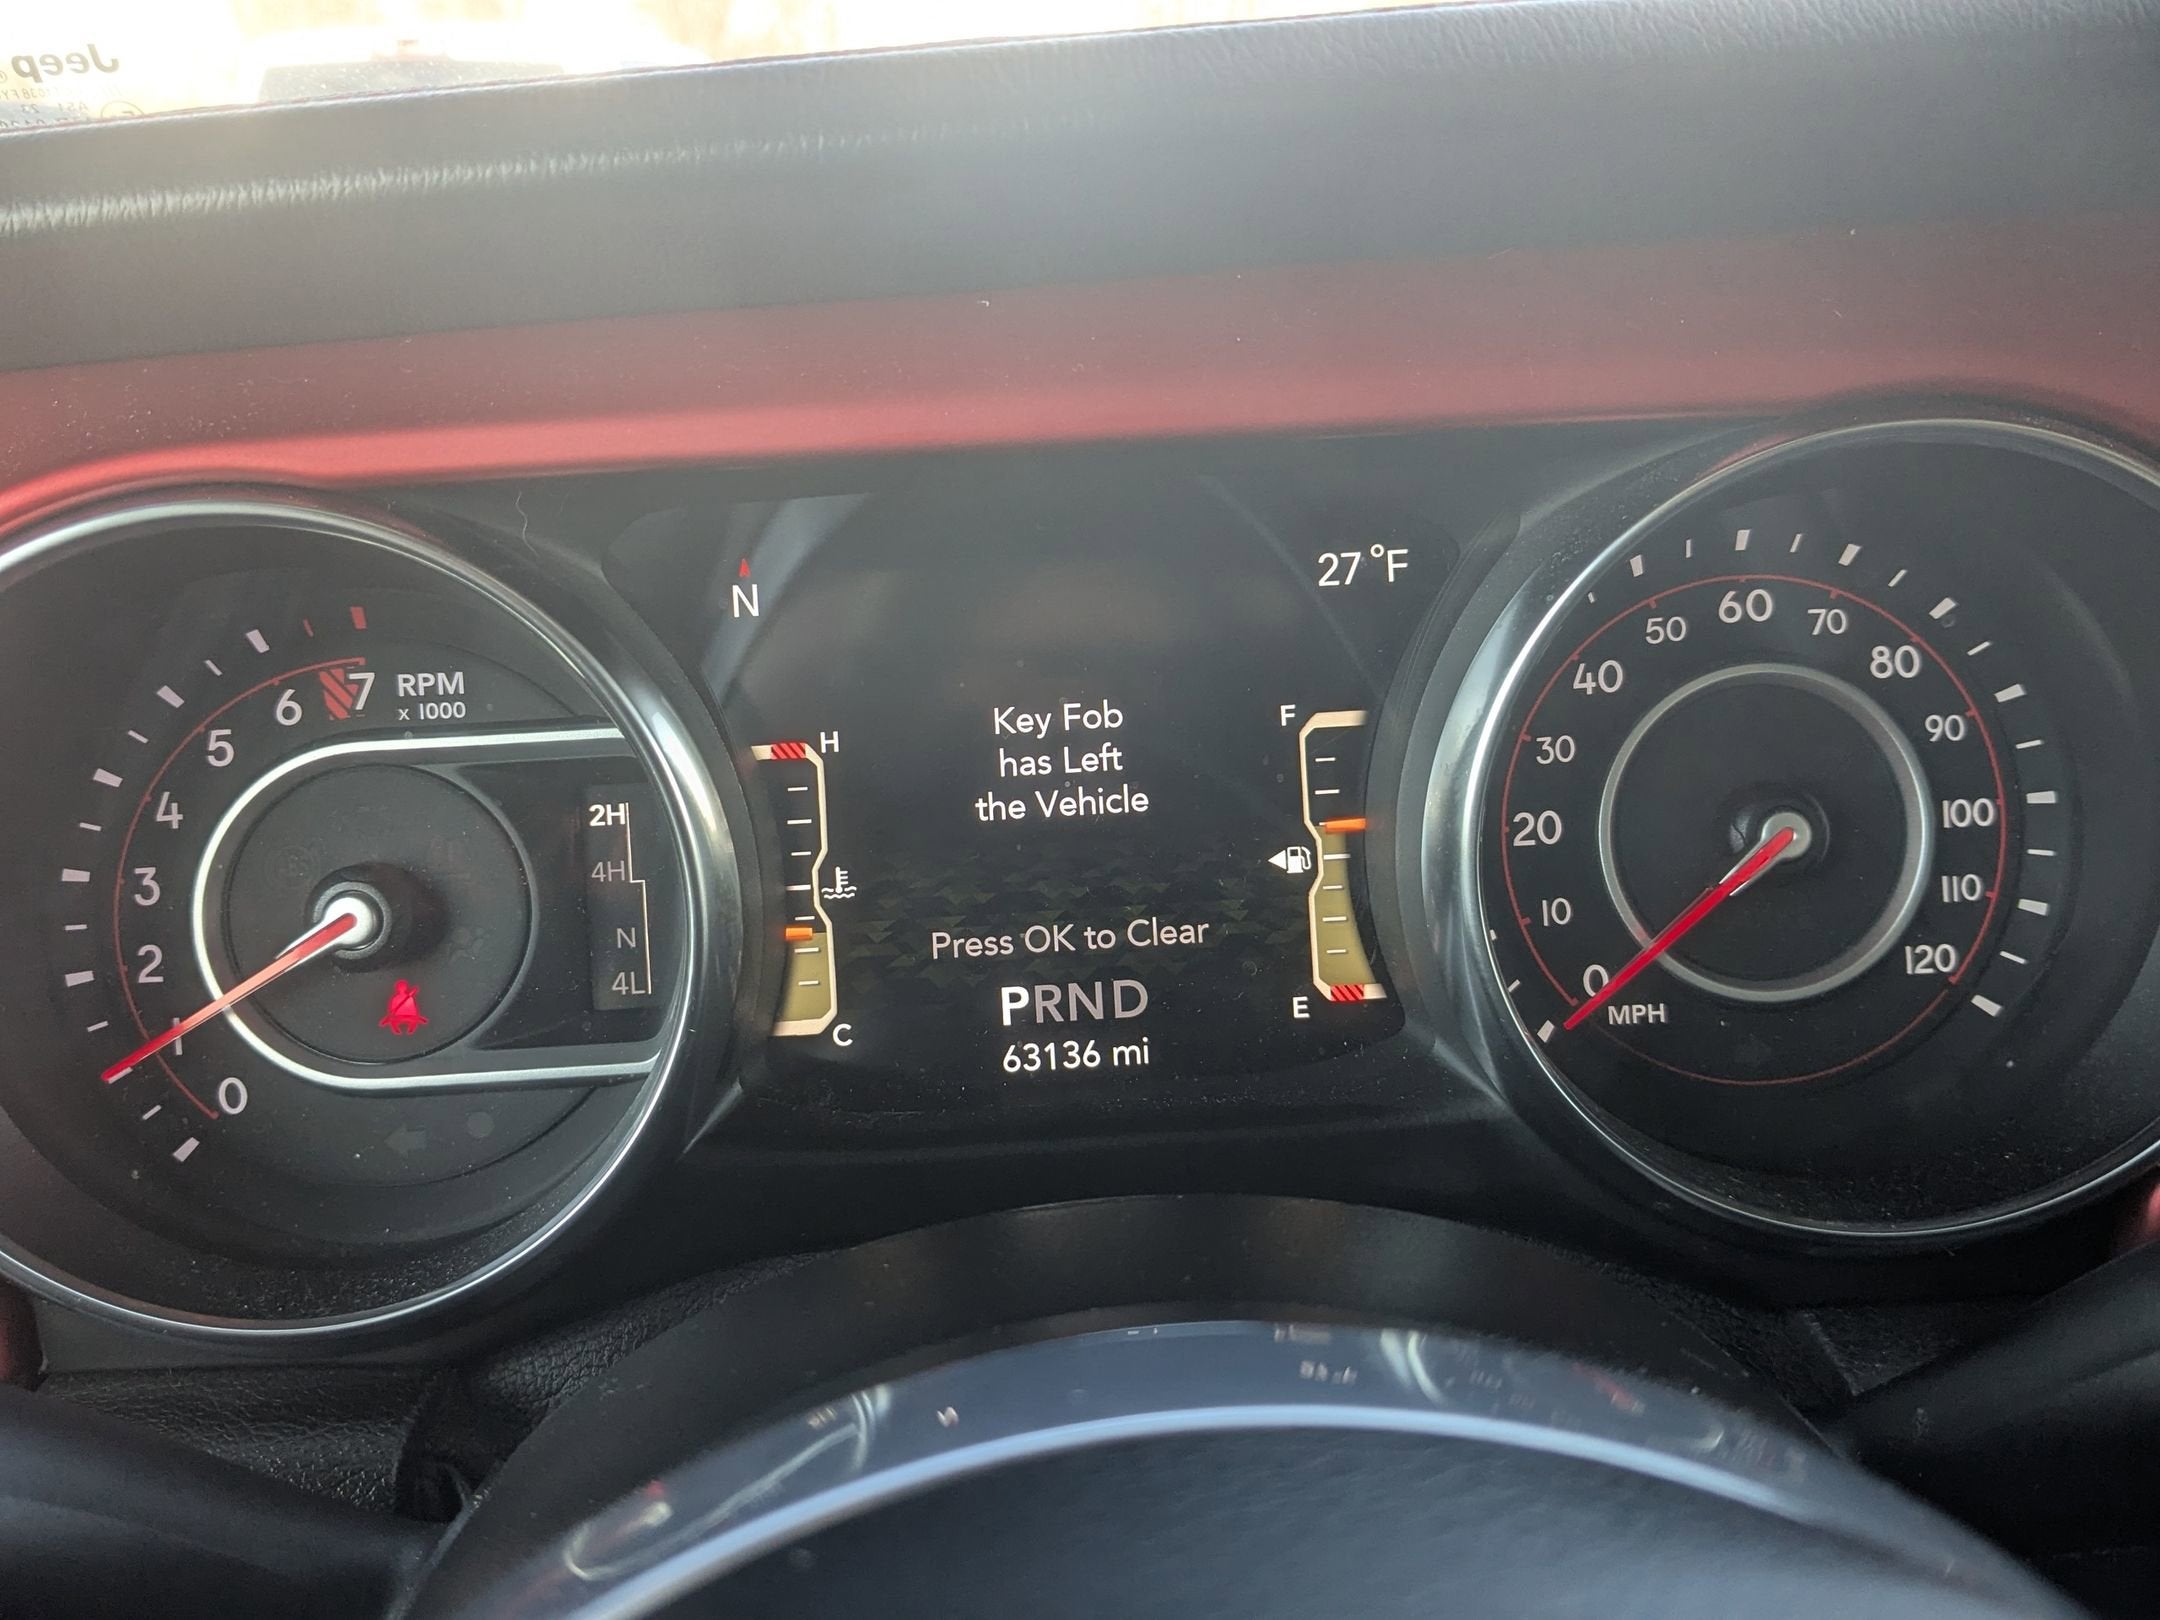 Jeep
N
27°F
7
6
5
4
3
2
1
0
RPM
x 1000
2H
4H
N
4L
H
C
Key Fob
has Left
the Vehicle
Press OK to Clear
PRND
63136 mi
F
E
0
10
20
30
40
50
60
70
80
90
100
110
120
MPH